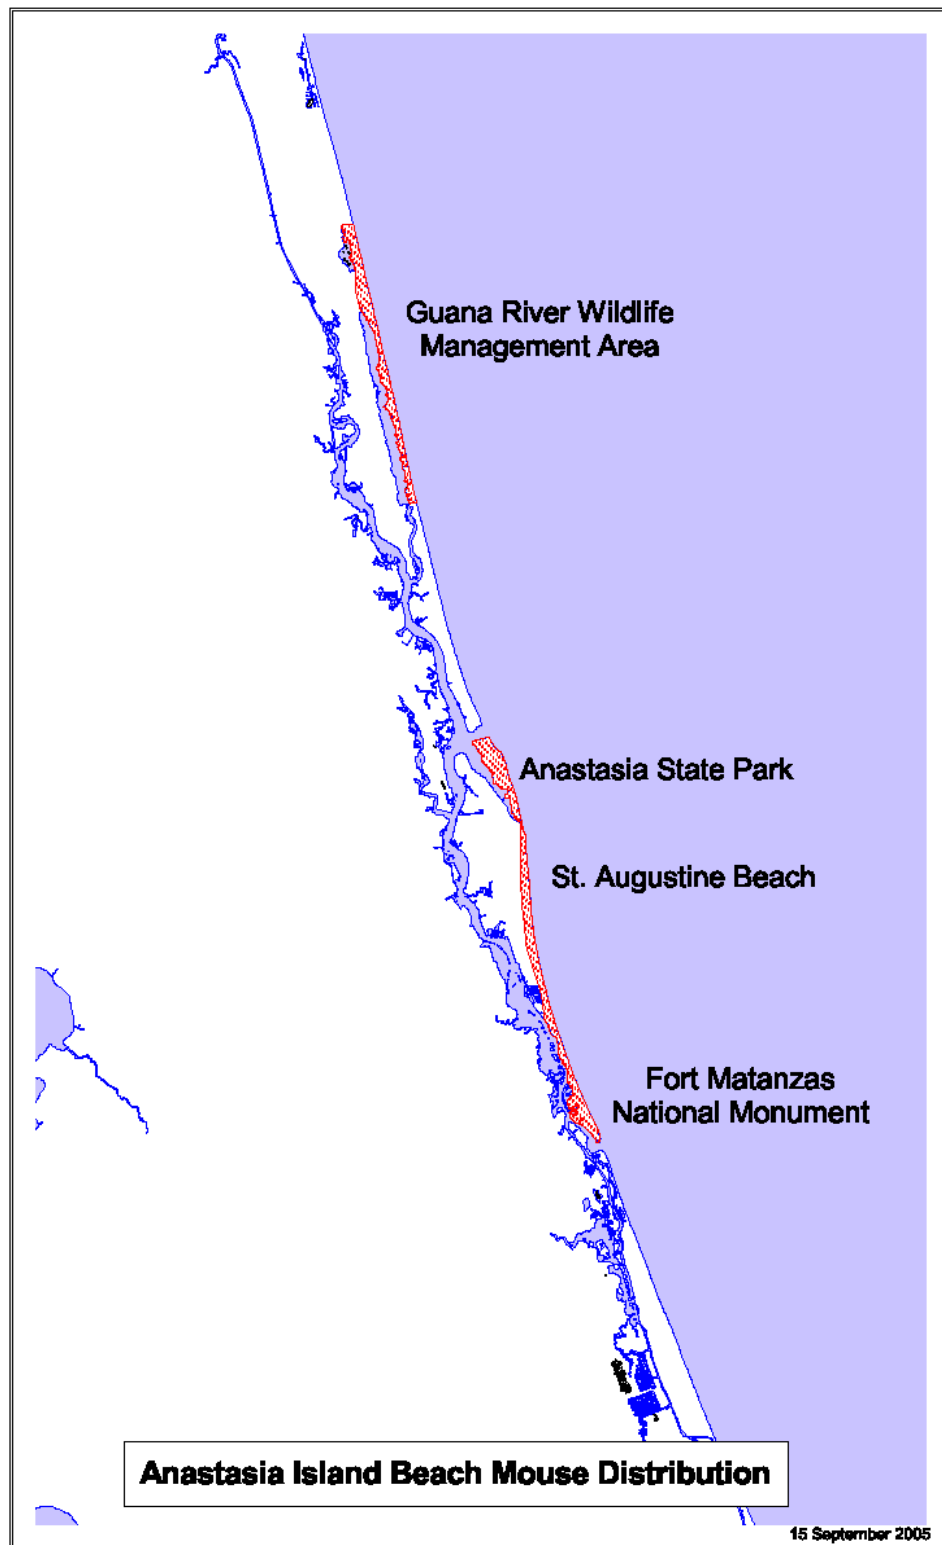 Guana River Wildlife
Management Area
Anastasia State Park
St. Augustine Beach
Fort Matanzas
National Monument
Anastasia Island Beach Mouse Distribution
15 September 2005